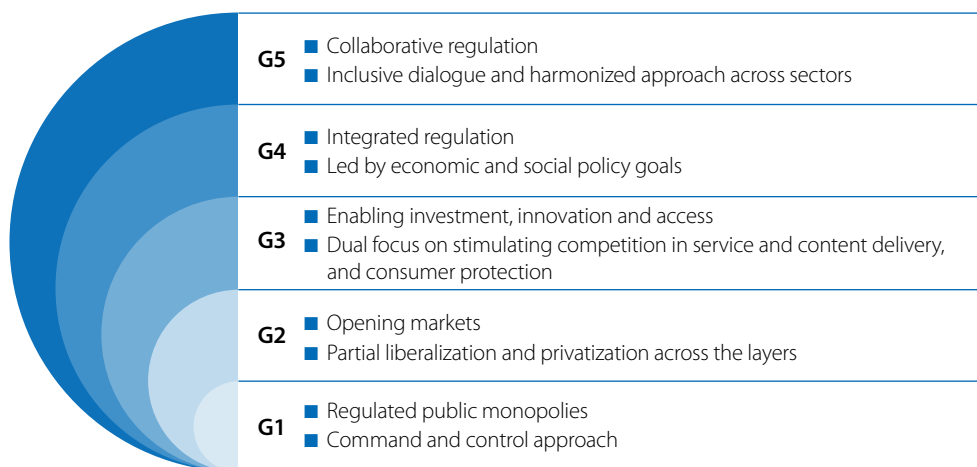 G5
■ Collaborative regulation
■ Inclusive dialogue and harmonized approach across sectors
G4
■ Integrated regulation
■ Led by economic and social policy goals
G3
■ Enabling investment, innovation and access
■ Dual focus on stimulating competition in service and content delivery,
and consumer protection
G2
■ Opening markets
■ Partial liberalization and privatization across the layers
G1
■ Regulated public monopolies
■ Command and control approach